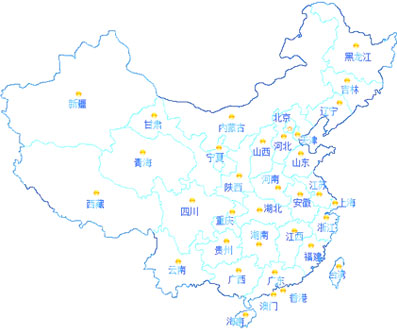 黑龙江
吉林
辽宁
新疆
甘肃
内蒙古
北京
天津
河北
山西
山东
宁夏
青海
陕西
河南
江苏
西藏
四川
重庆
湖北
安徽
上海
浙江
贵州
湖南
江西
福建
云南
广西
广东
台湾
澳门
香港
海南